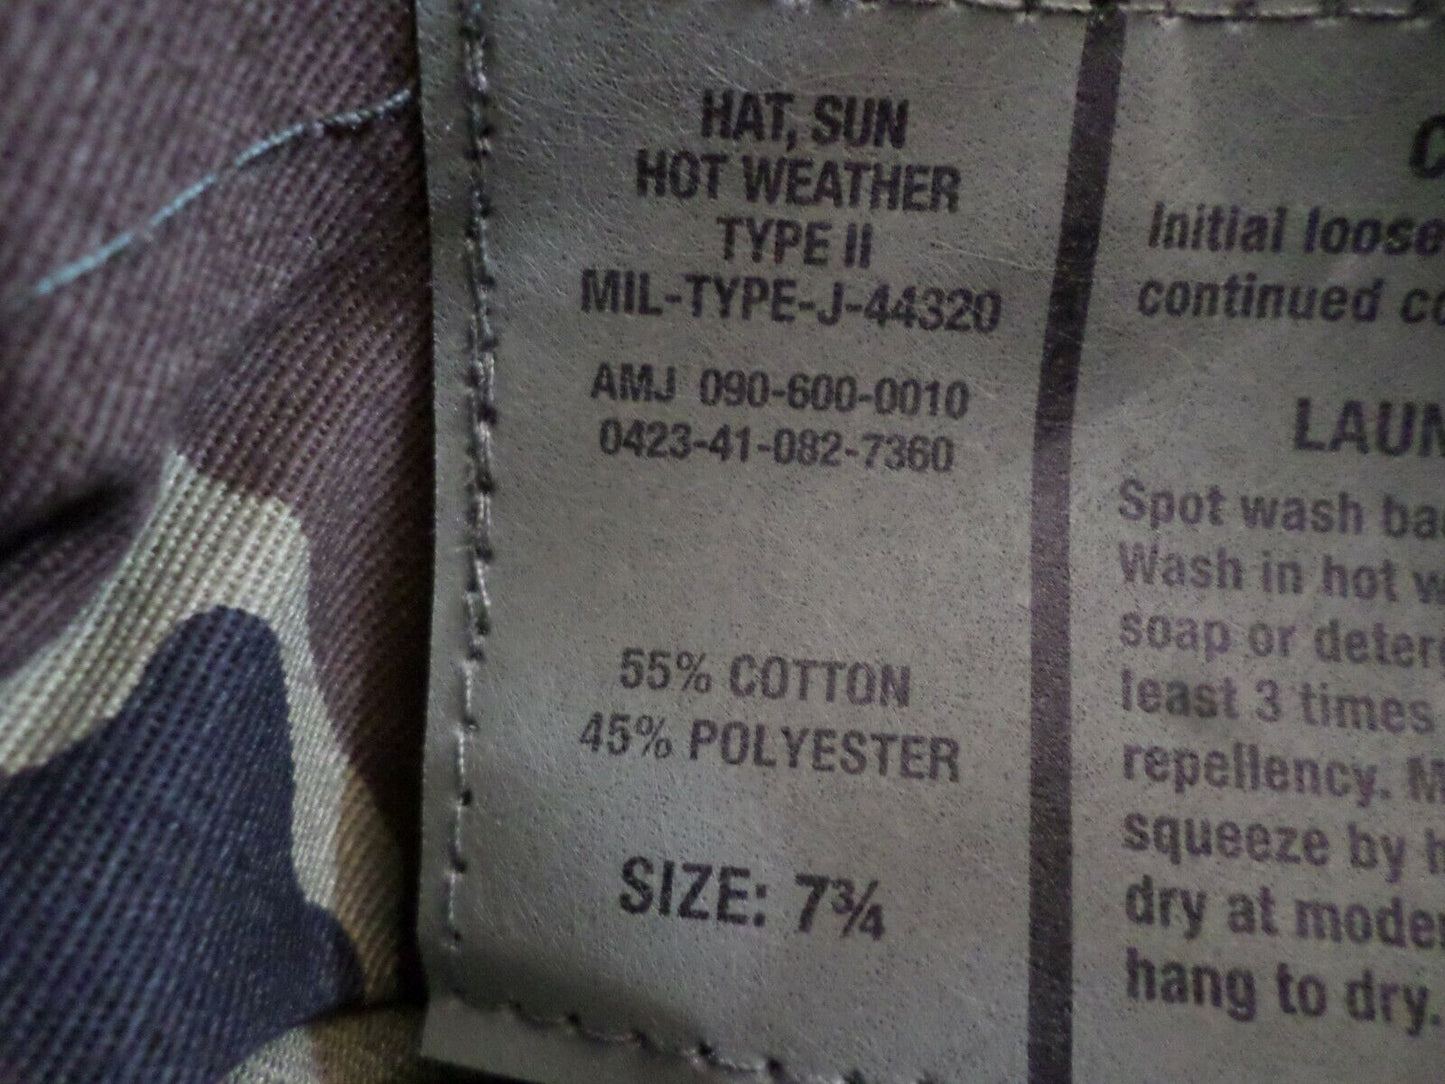 HAT, SUN
HOT WEATHER
TYPE II
MIL-TYPE-J-44320
AMJ 090-600-0010
0423-41-082-7360
55% COTTON
45% POLYESTER
SIZE: 7¾
Initial loose
continued
LAUN
Spot wash
Wash in hot
soap or deter
least 3 times
repellency.
squeeze by
dry at moder
hang to dry.